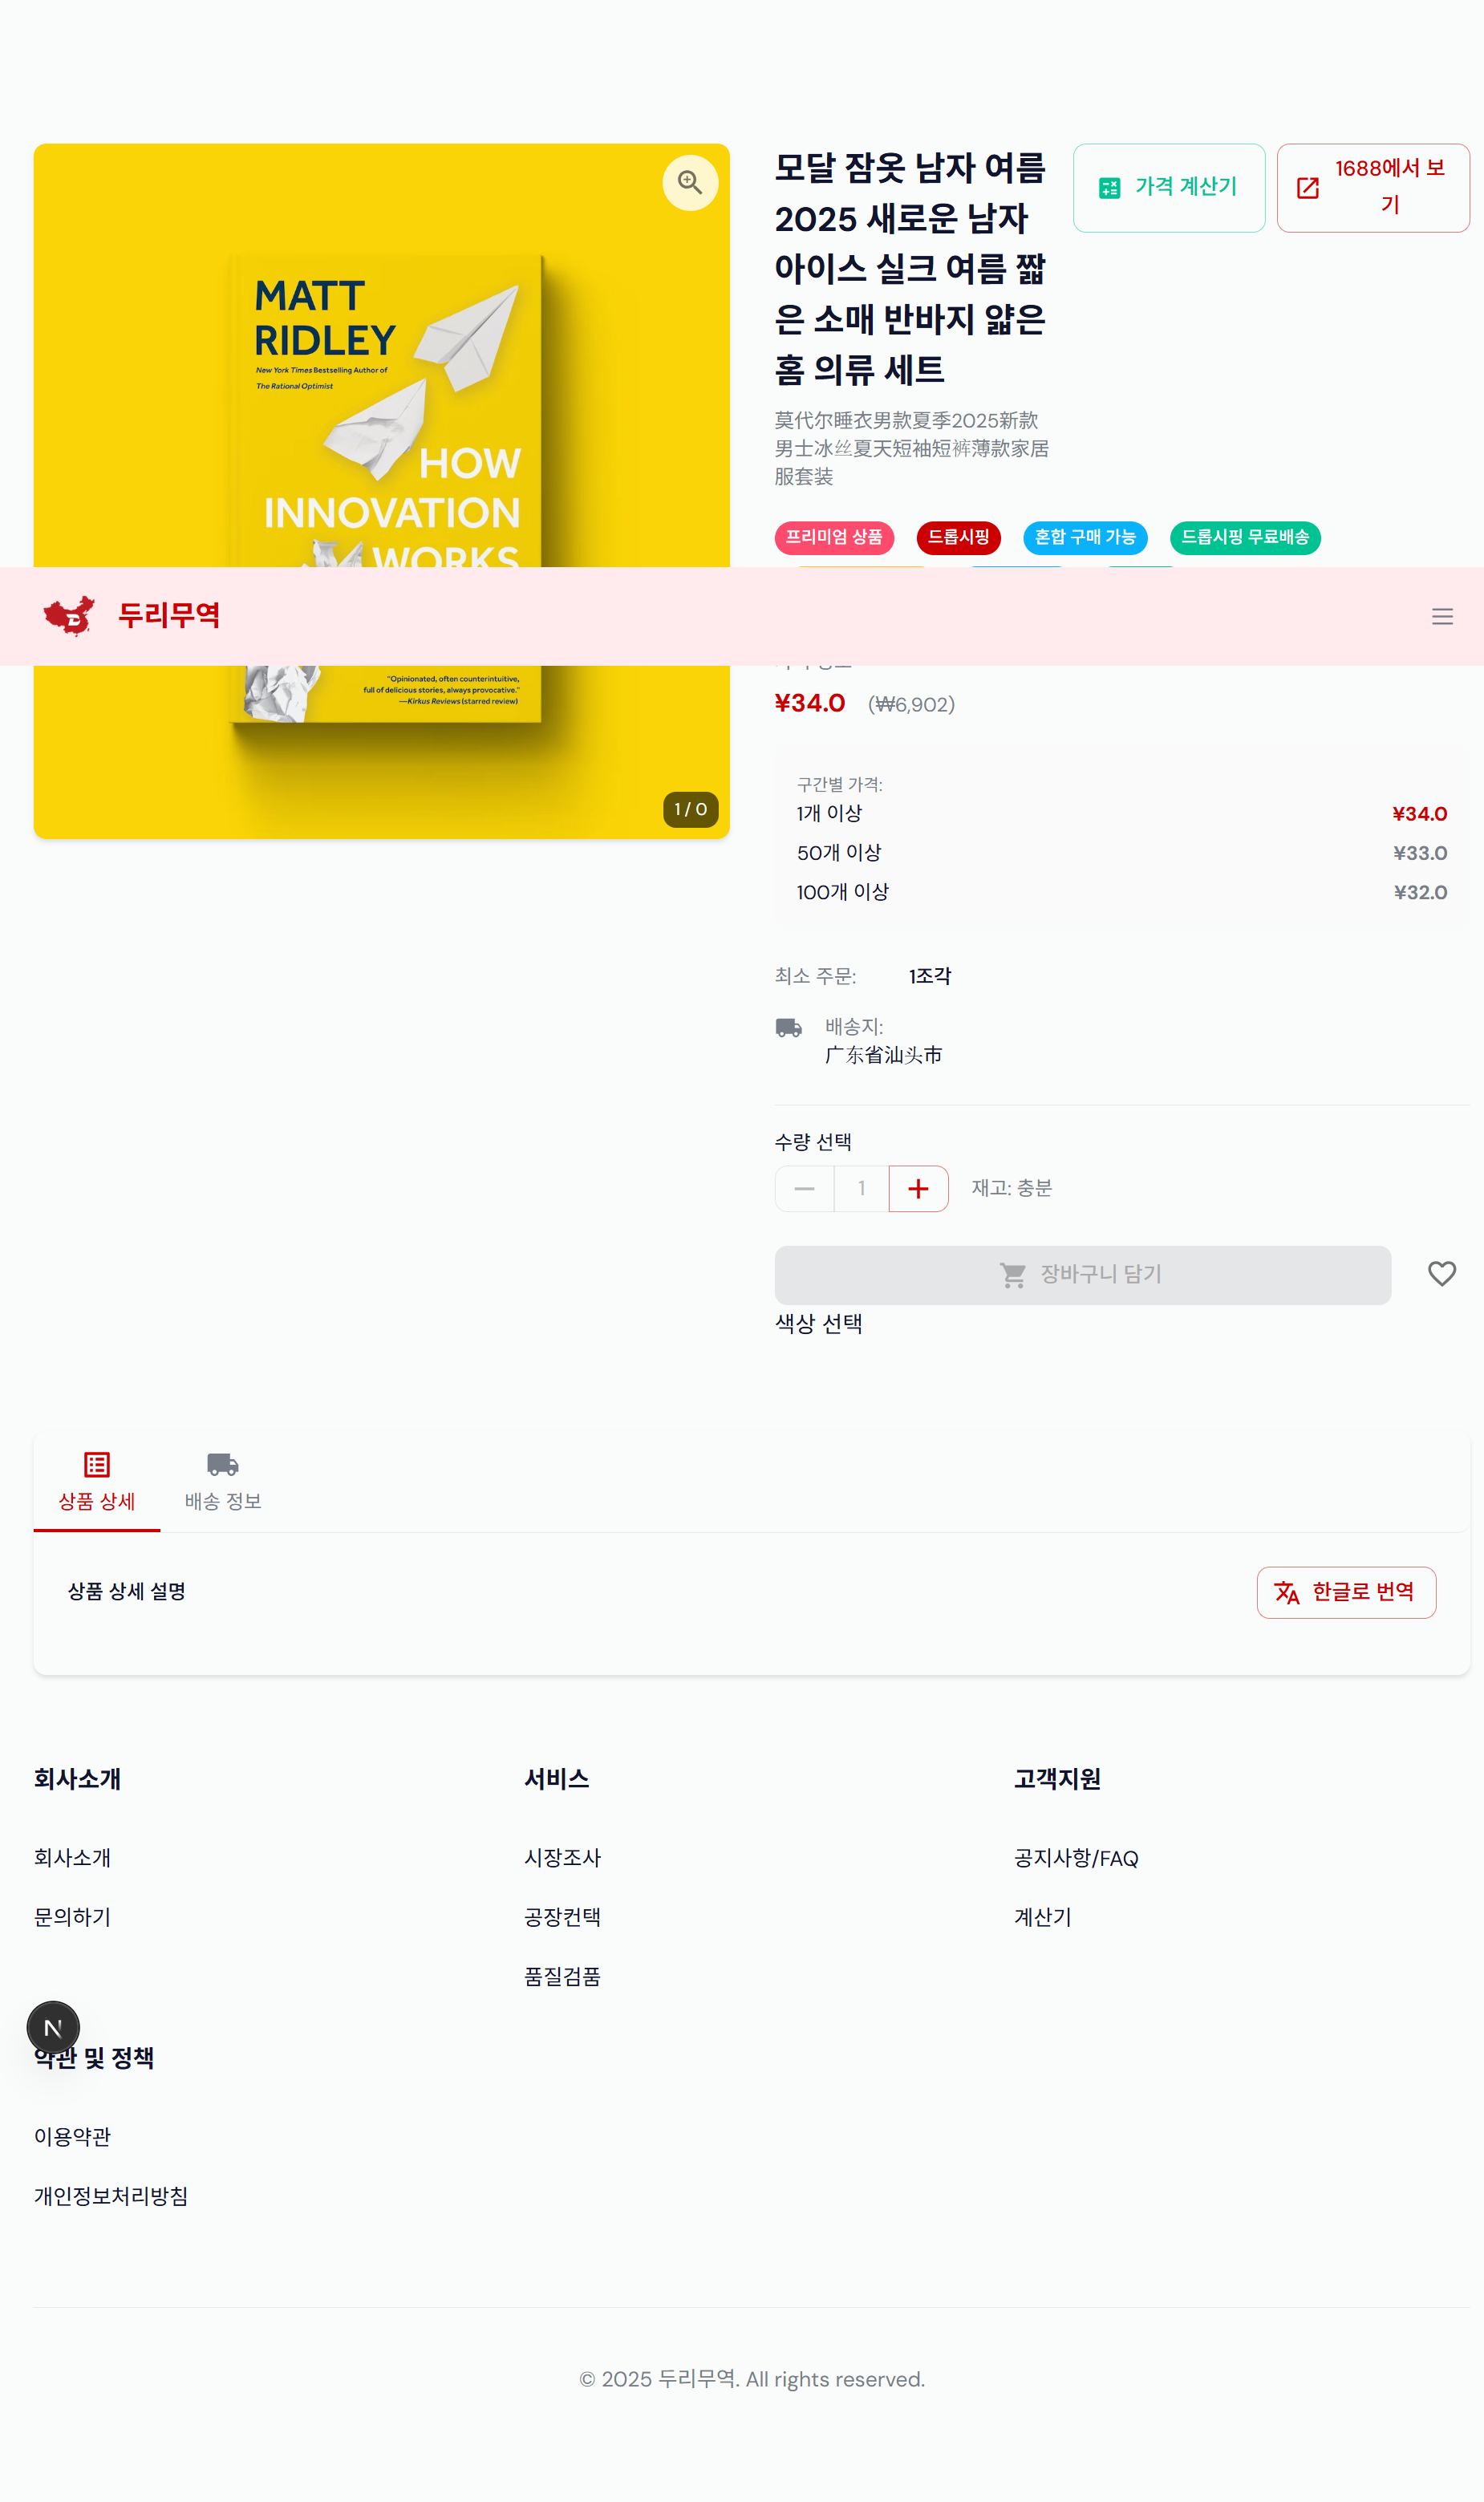 MATT
RIDLEY
New York Times Bestselling Author of
The Rational Optimist
HOW
INNOVATION
WORKS
"Opinionated, often counterintuitive,
full of delicious stories, always provocative."
—Kirkus Reviews (starred review)
1 / 0
모달 잠옷 남자 여름
2025 새로운 남자
아이스 실크 여름 짧
은 소매 반바지 얇은
홈 의류 세트
가격 계산기
1688에서 보
기
莫代尔睡衣男款夏季2025新款
男士冰丝夏天短袖短裤薄款家居
服套装
프리미엄 상품
드롭시핑
혼합 구매 가능
드롭시핑 무료배송
두리무역
¥34.0 (₩6,902)
구간별 가격:
1개 이상 ¥34.0
50개 이상 ¥33.0
100개 이상 ¥32.0
최소 주문: 1조각
배송지:
广东省汕头市
수량 선택
1
재고: 충분
장바구니 담기
색상 선택
상품 상세
배송 정보
상품 상세 설명
한글로 번역
회사소개
회사소개
문의하기
서비스
시장조사
공장컨택
품질검품
고객지원
공지사항/FAQ
계산기
N
약관 및 정책
이용약관
개인정보처리방침
© 2025 두리무역. All rights reserved.